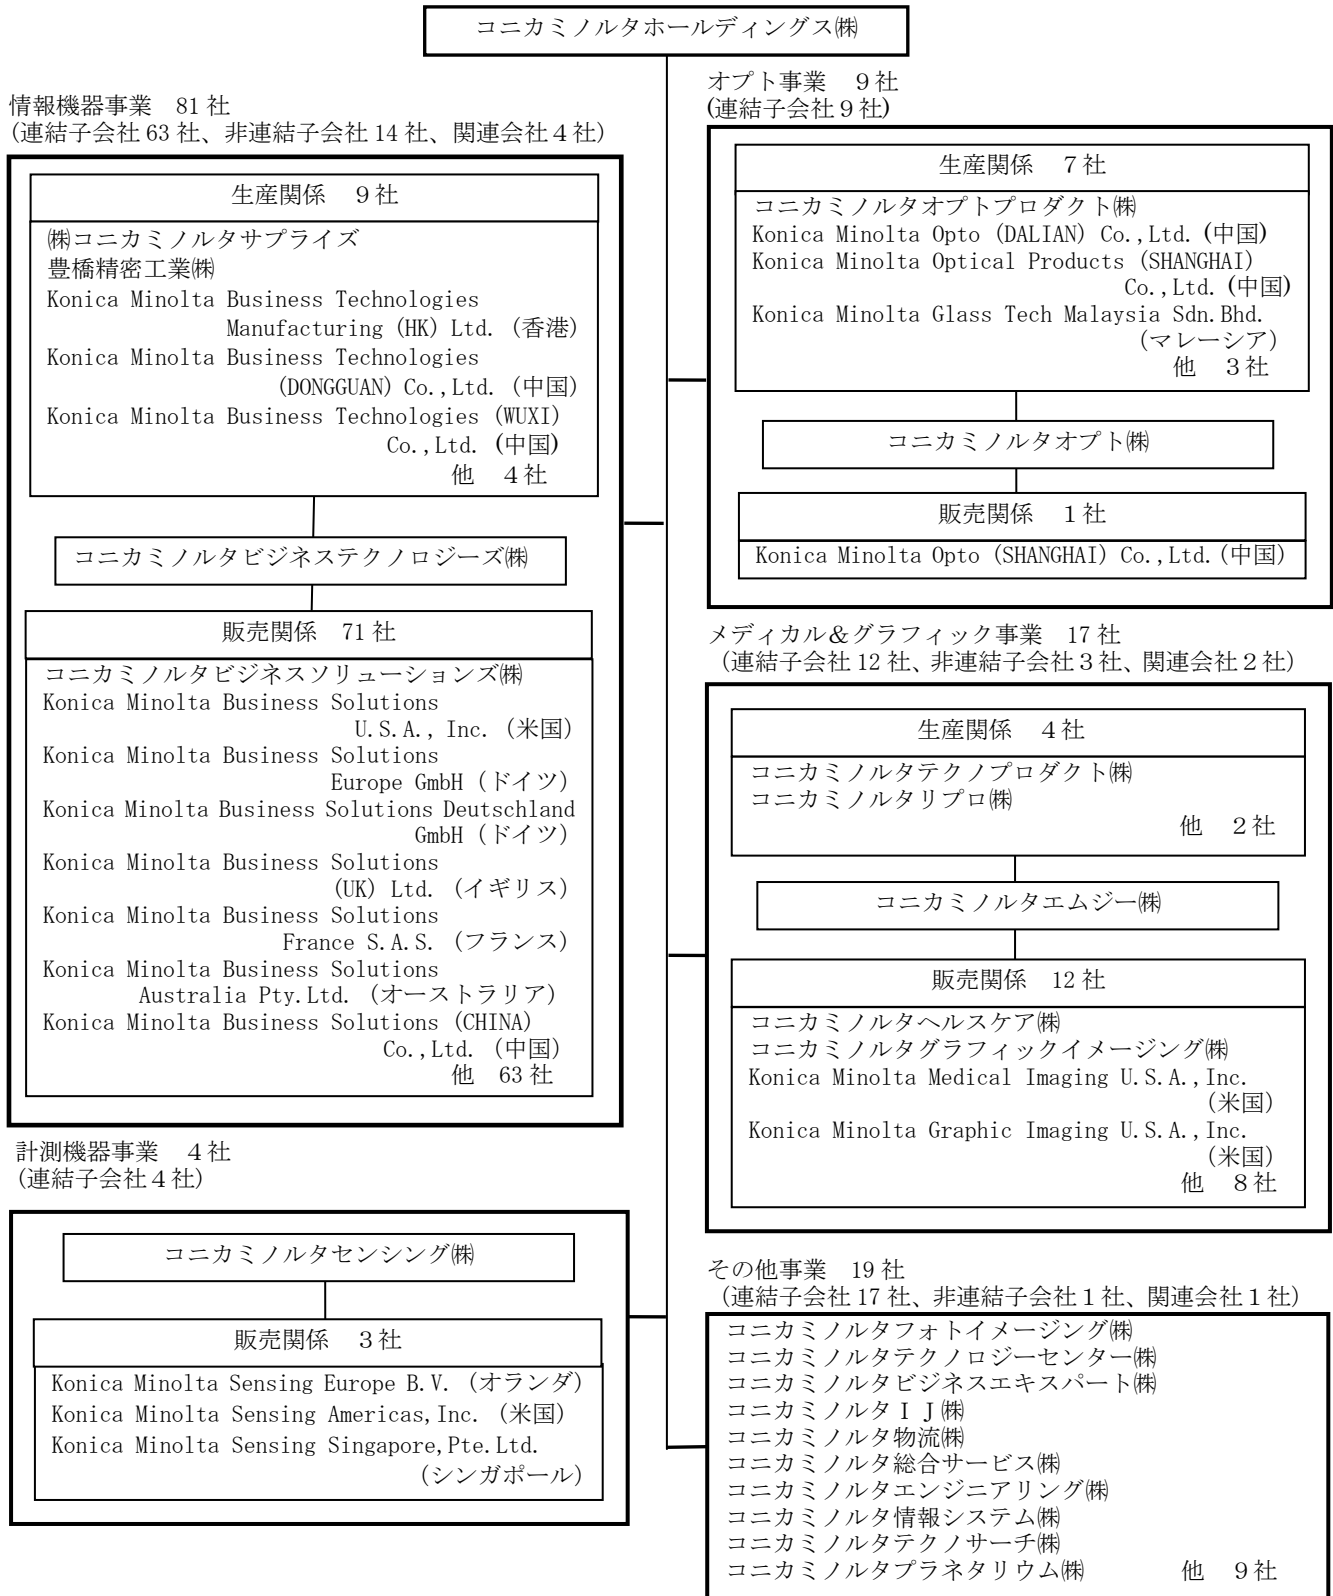 コニカミノルタホールディングス㈱
情報機器事業　81社
(連結子会社63社、非連結子会社14社、関連会社４社)
生産関係　９社
㈱コニカミノルタサプライズ
豊橋精密工業㈱
Konica Minolta Business Technologies
Manufacturing (HK) Ltd. (香港)
Konica Minolta Business Technologies
(DONGGUAN) Co.,Ltd. (中国)
Konica Minolta Business Technologies (WUXI)
Co.,Ltd. (中国)
他　４社
コニカミノルタビジネステクノロジーズ㈱
販売関係　71社
コニカミノルタビジネスソリューションズ㈱
Konica Minolta Business Solutions
U.S.A., Inc. (米国)
Konica Minolta Business Solutions
Europe GmbH (ドイツ)
Konica Minolta Business Solutions Deutschland
GmbH (ドイツ)
Konica Minolta Business Solutions
(UK) Ltd. (イギリス)
Konica Minolta Business Solutions
France S.A.S. (フランス)
Konica Minolta Business Solutions
Australia Pty.Ltd. (オーストラリア)
Konica Minolta Business Solutions (CHINA)
Co.,Ltd. (中国)
他　63社
計測機器事業　４社
(連結子会社４社)
コニカミノルタセンシング㈱
販売関係　３社
Konica Minolta Sensing Europe B.V. (オランダ)
Konica Minolta Sensing Americas,Inc. (米国)
Konica Minolta Sensing Singapore,Pte.Ltd.
(シンガポール)
オプト事業　９社
(連結子会社９社)
生産関係　７社
コニカミノルタオプトプロダクト㈱
Konica Minolta Opto (DALIAN) Co.,Ltd. (中国)
Konica Minolta Optical Products (SHANGHAI)
Co.,Ltd. (中国)
Konica Minolta Glass Tech Malaysia Sdn.Bhd.
(マレーシア)
他　３社
コニカミノルタオプト㈱
販売関係　１社
Konica Minolta Opto (SHANGHAI) Co.,Ltd. (中国)
メディカル＆グラフィック事業　17社
(連結子会社12社、非連結子会社３社、関連会社２社)
生産関係　４社
コニカミノルタテクノプロダクト㈱
コニカミノルタリプロ㈱
他　２社
コニカミノルタエムジー㈱
販売関係　12社
コニカミノルタヘルスケア㈱
コニカミノルタグラフィックイメージング㈱
Konica Minolta Medical Imaging U.S.A.,Inc.
(米国)
Konica Minolta Graphic Imaging U.S.A.,Inc.
(米国)
他　８社
その他事業　19社
(連結子会社17社、非連結子会社１社、関連会社１社)
コニカミノルタフォトイメージング㈱
コニカミノルタテクノロジーセンター㈱
コニカミノルタビジネスエキスパート㈱
コニカミノルタＩＪ㈱
コニカミノルタ物流㈱
コニカミノルタ総合サービス㈱
コニカミノルタエンジニアリング㈱
コニカミノルタ情報システム㈱
コニカミノルタテクノサーチ㈱
コニカミノルタプラネタリウム㈱　　他　９社